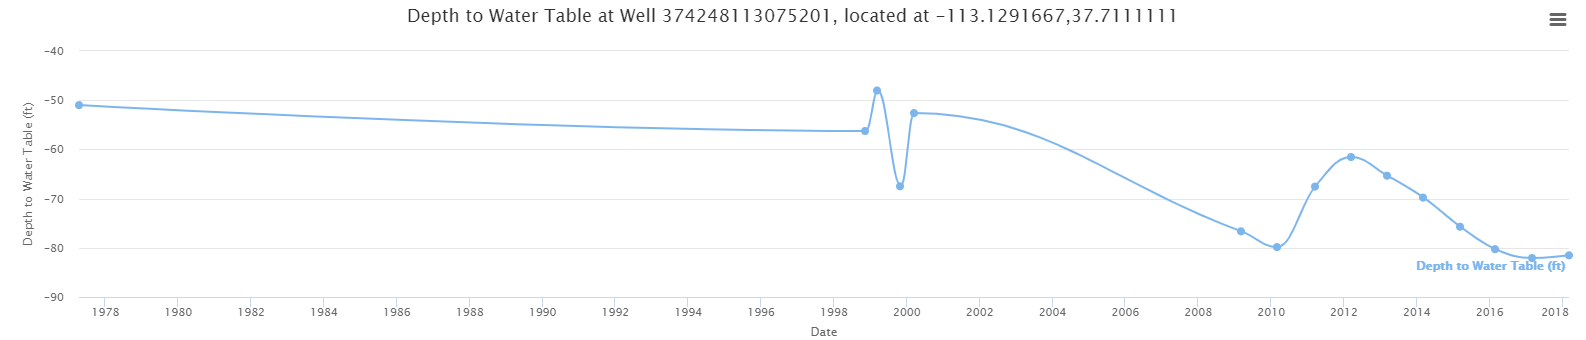 Depth to Water Table at Well 374248113075201, located at -113.1291667,37.7111111
Depth to Water Table (ft)
-40
-50
-60
-70
-80
-90
Depth to Water Table (ft)
1978 1980 1982 1984 1986 1988 1990 1992 1994 1996 1998 2000 2002 2004 2006 2008 2010 2012 2014 2016 2018
Date